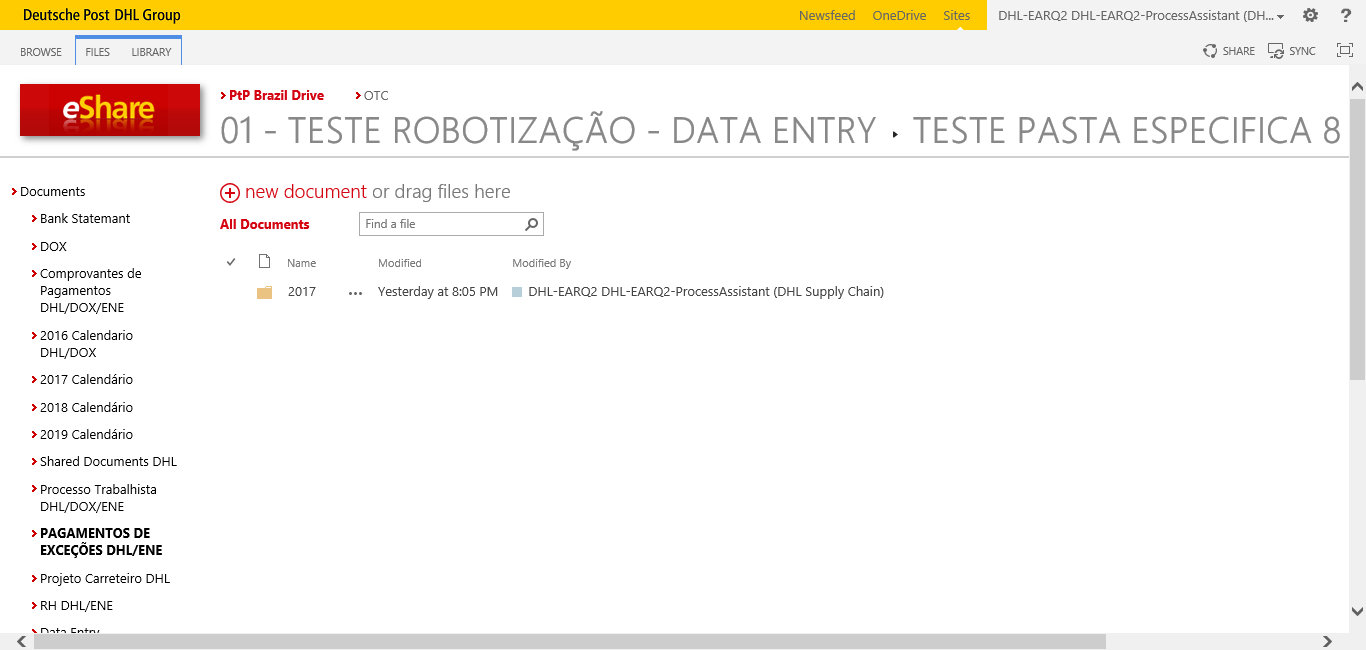 Deutsche Post DHL Group
Newsfeed OneDrive Sites DHL-EARQ2 DHL-EARQ2-ProcessAssistant (DH... ?
BROWSE FILES LIBRARY SHARE SYNC
eShare
PtP Brazil Drive OTC
01 - TESTE ROBOTIZAÇÃO - DATA ENTRY ▸ TESTE PASTA ESPECIFICA 8
Documents
Bank Statemant
DOX
Comprovantes de
Pagamentos
DHL/DOX/ENE
2016 Calendario
DHL/DOX
2017 Calendário
2018 Calendário
2019 Calendário
Shared Documents DHL
Processo Trabalhista
DHL/DOX/ENE
PAGAMENTOS DE
EXCEÇÕES DHL/ENE
Projeto Carreteiro DHL
RH DHL/ENE
Data Entry
new document or drag files here
All Documents Find a file
Name Modified Modified By
2017 ... Yesterday at 8:05 PM DHL-EARQ2 DHL-EARQ2-ProcessAssistant (DHL Supply Chain)